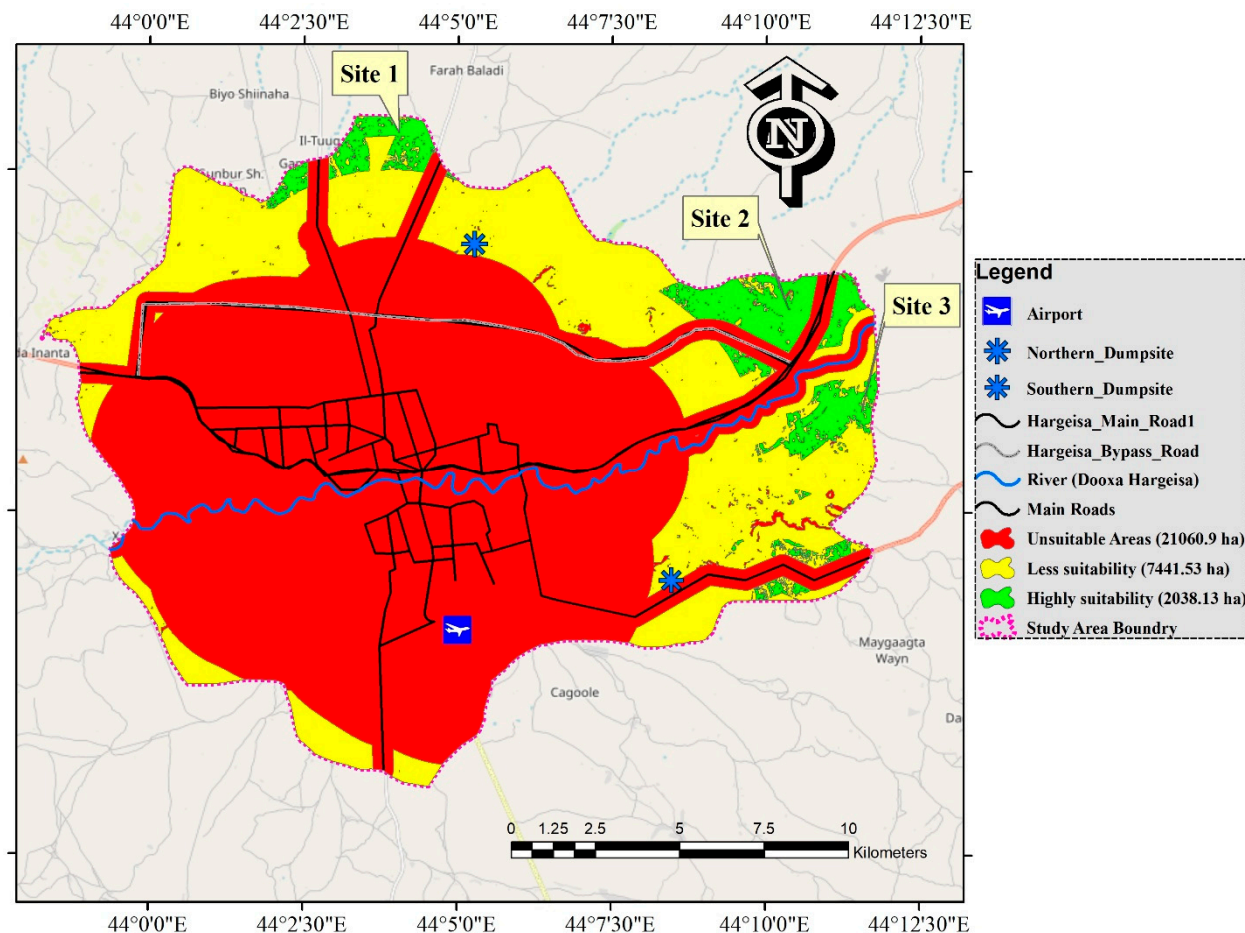 44°0'0"E 44°2'30"E 44°5'0"E 44°7'30"E 44°10'0"E 44°12'30"E
Site 1
Farah Baladi
Biyo Shiinaha
N
Il-Tuuq
Site 2
Site 3
Cagoole
Maygaagta
Wayn
0 1.25 2.5 5 7.5 10
Kilometers
44°0'0"E 44°2'30"E 44°5'0"E 44°7'30"E 44°10'0"E 44°12'30"E
Legend
Airport
Northern_Dumpsite
Southern_Dumpsite
Hargeisa_Main_Road1
Hargeisa_Bypass_Road
River (Dooxa Hargeisa)
Main Roads
Unsuitable Areas (21060.9 ha)
Less suitability (7441.53 ha)
Highly suitability (2038.13 ha)
Study Area Boundry